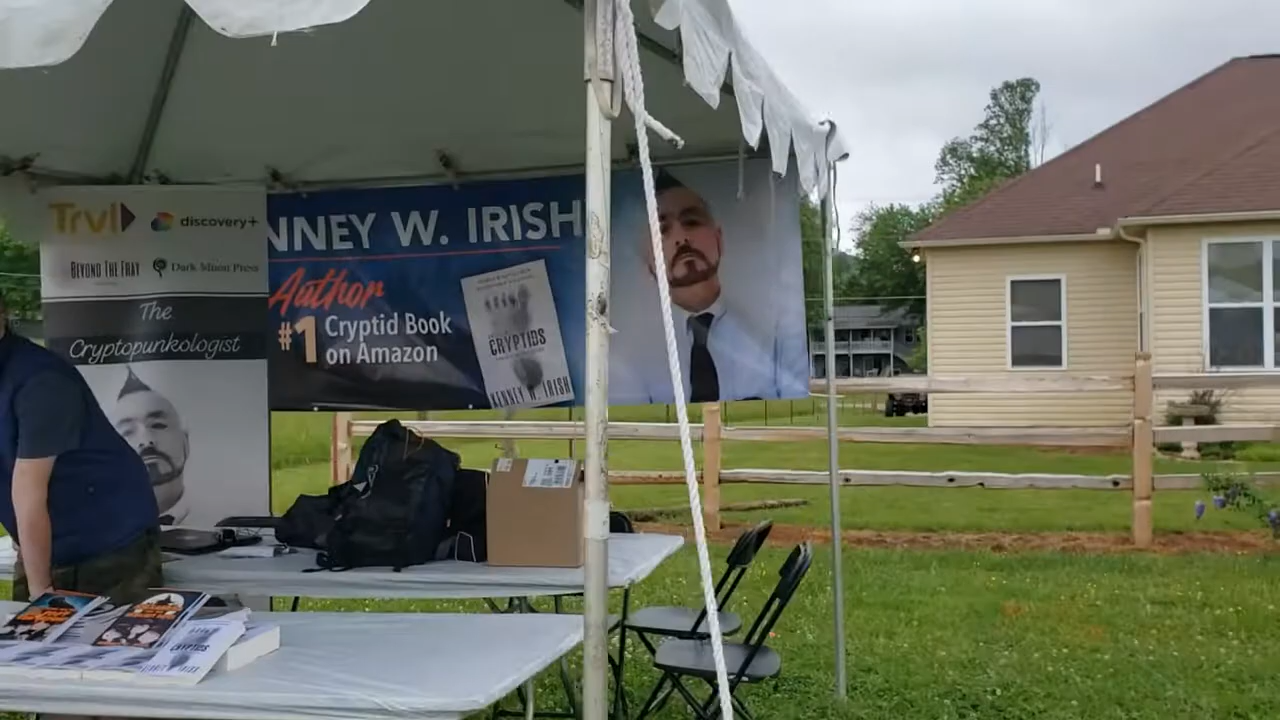 Trvl
discovery+
BEYOND THE FRAY
Dark Moon Press
The
Cryptopunkologist
NNEY W. IRISH
Author
#1 Cryptid Book
on Amazon
CRYPTIDS
KENNEY W. IRISH
CRYPTIDS